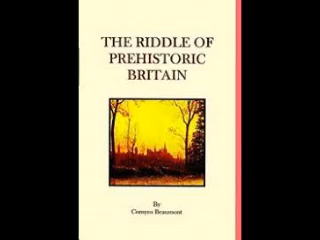 THE RIDDLE OF
PREHISTORIC
BRITAIN
By
Comyns Beaumont